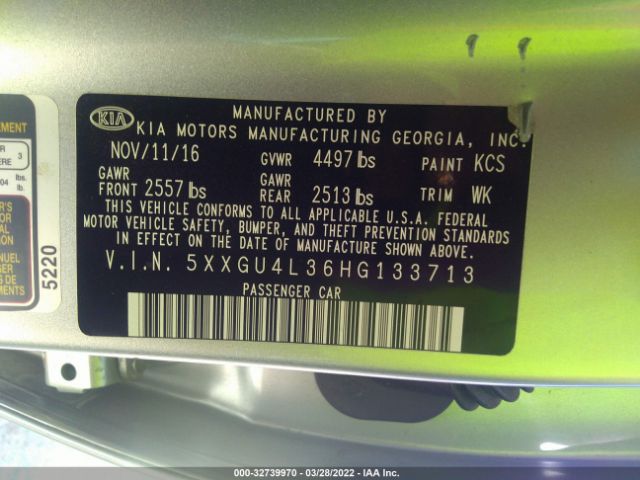 MANUFACTURED BY
KIA
KIA MOTORS MANUFACTURING GEORGIA, INC.
NOV/11/16 GVWR 4497 lbs PAINT KCS
GAWR FRONT 2557 lbs GAWR REAR 2513 lbs TRIM WK
THIS VEHICLE CONFORMS TO ALL APPLICABLE U.S.A. FEDERAL
MOTOR VEHICLE SAFETY, BUMPER, AND THEFT PREVENTION STANDARDS
IN EFFECT ON THE DATE OF MANUFACTURE SHOWN ABOVE.
V.I.N. 5XXGU4L36HG133713
PASSENGER CAR
5220
000-32739970 - 03/28/2022 - IAA Inc.